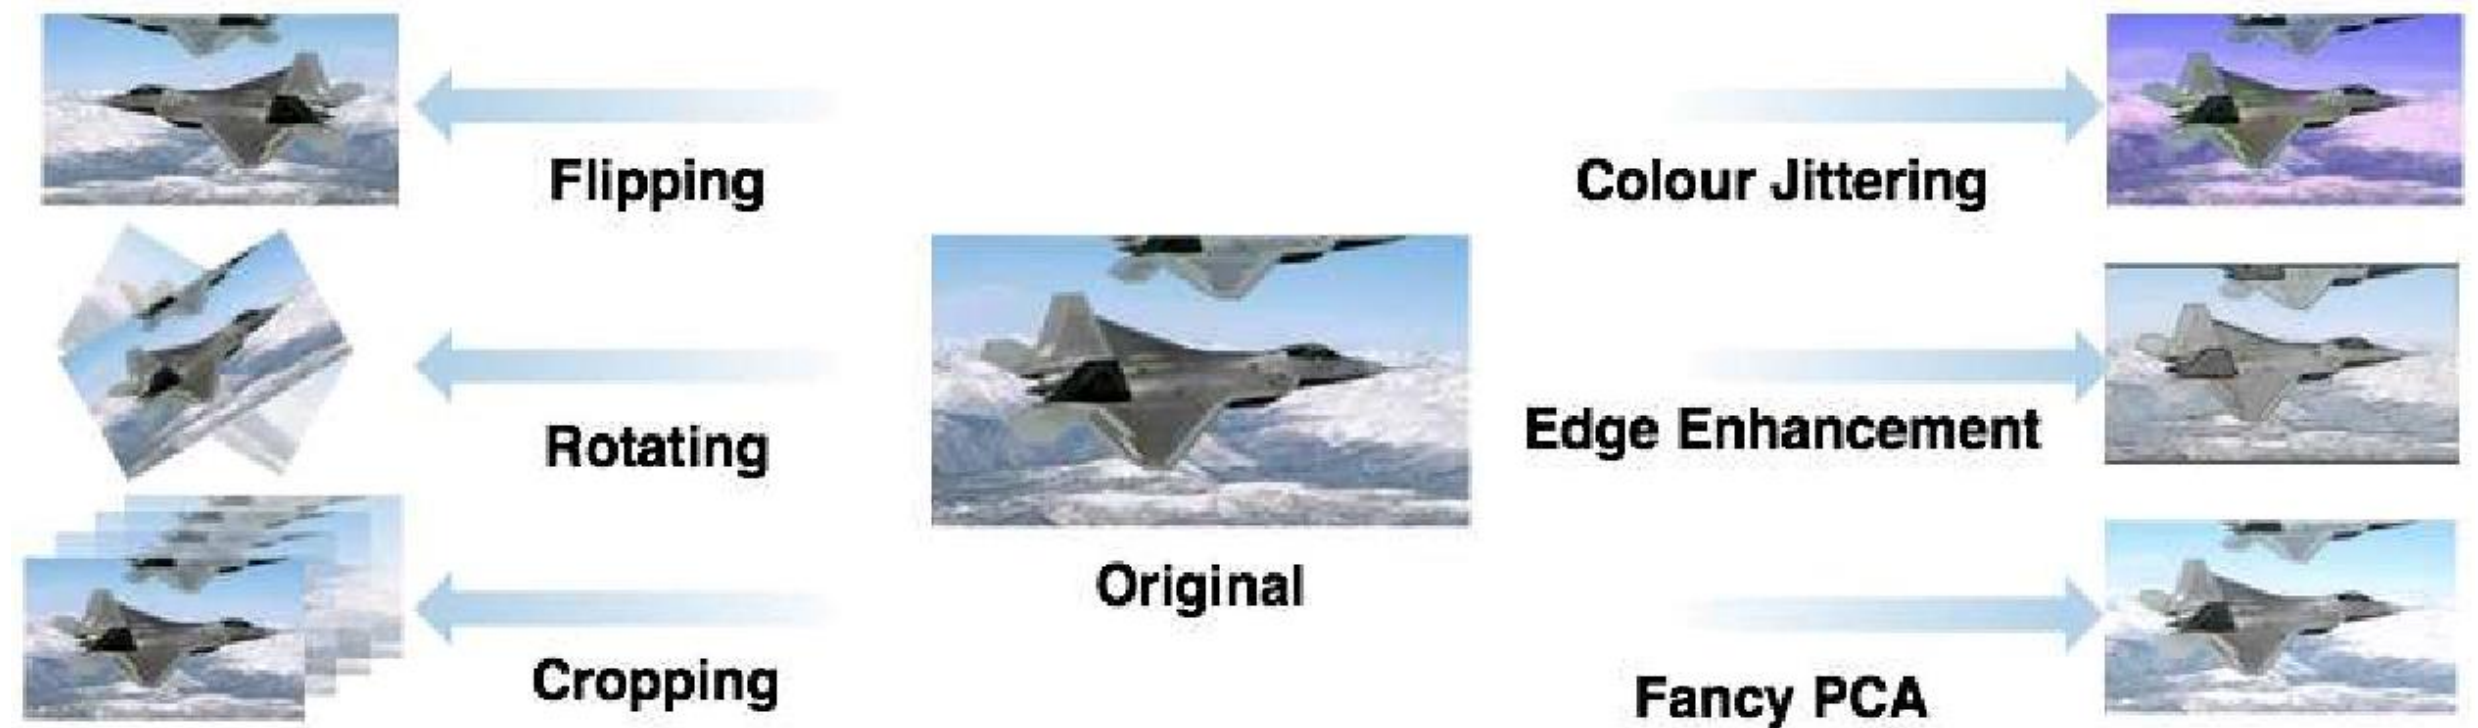 Flipping
Colour Jittering
Rotating
Edge Enhancement
Original
Cropping
Fancy PCA